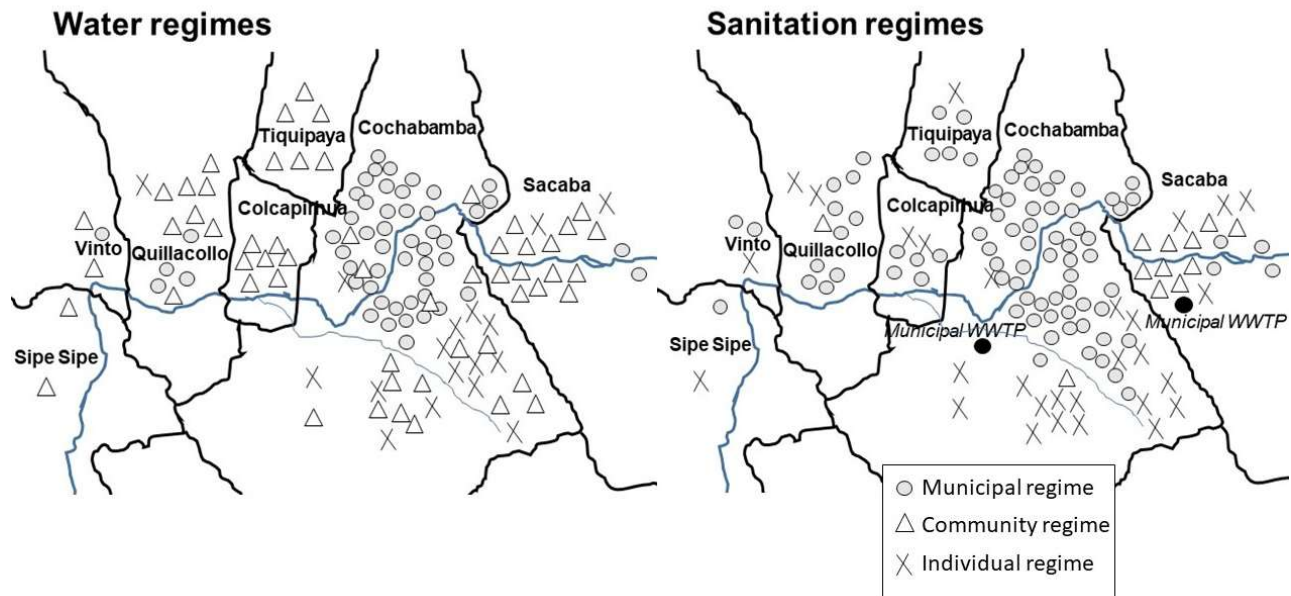 Water regimes
Tiquipaya
Cochabamba
Sacaba
Colcapirhua
Vinto
Quillacollo
Sipe Sipe
Sanitation regimes
Tiquipaya
Cochabamba
Sacaba
Colcapirhua
Vinto
Quillacollo
Municipal WWTP
Municipal WWTP
Sipe Sipe
Municipal regime
Community regime
Individual regime